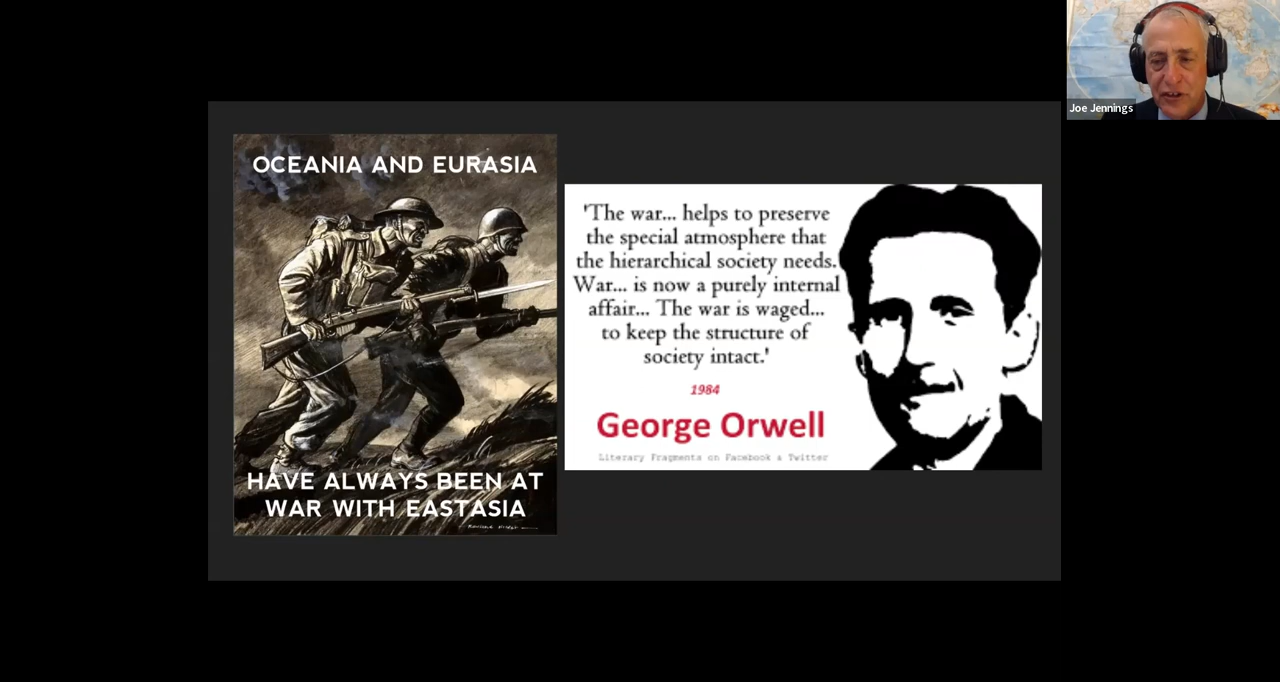 OCEANIA AND EURASIA
HAVE ALWAYS BEEN AT
WAR WITH EASTASIA
'The war... helps to preserve
the special atmosphere that
the hierarchical society needs.
War... is now a purely internal
affair... The war is waged...
to keep the structure of
society intact.'
1984
George Orwell
Literary Fragments on Facebook & Twitter
Joe Jennings